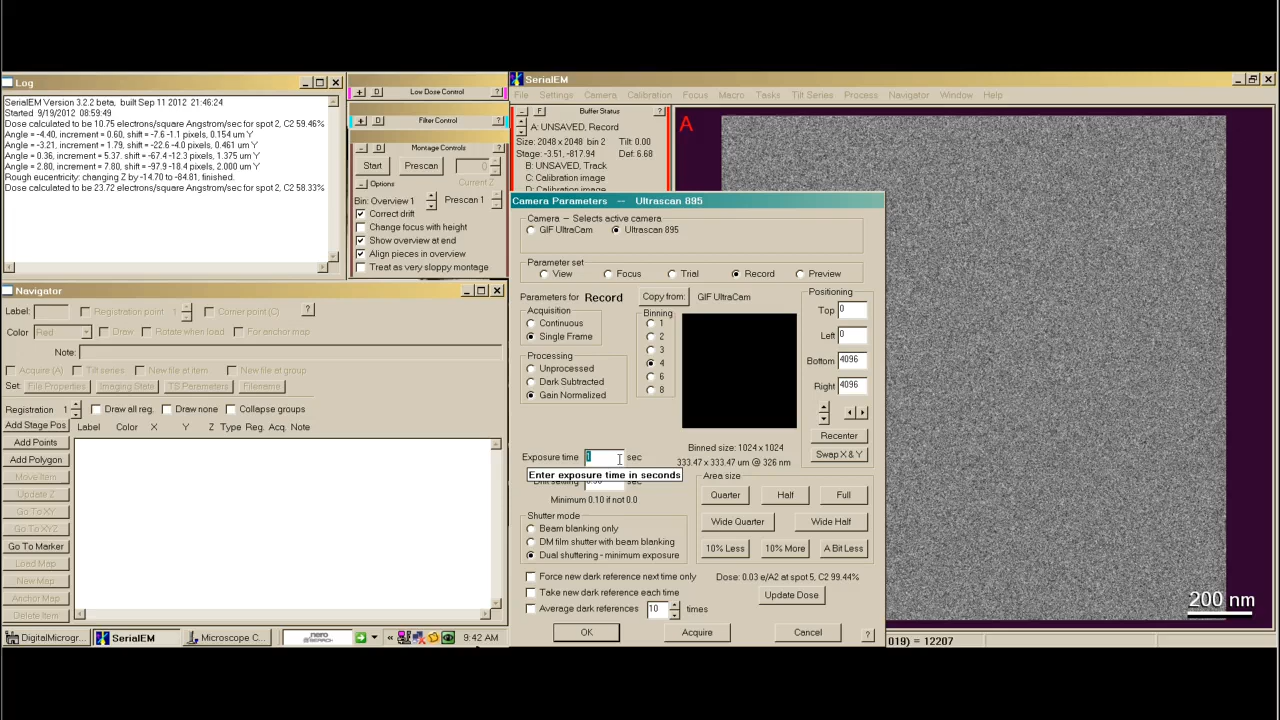 Log
SerialEM Version 3.2.2 beta, built Sep 11 2012 21:46:24
Started 9/19/2012 08:59:49
Dose calculated to be 10.75 electrons/square Angstrom/sec for spot 2, C2 59.46%
Angle = -4.40, increment = 0.60, shift = -7.6 -1.1 pixels, 0.154 um Y
Angle = -3.21, increment = 1.79, shift = -22.6 -4.0 pixels, 0.461 um Y
Angle = 0.36, increment = 5.37, shift = -67.4 -12.3 pixels, 1.375 um Y
Angle = 2.80, increment = 7.80, shift = -97.9 -18.4 pixels, 2.000 um Y
Rough eucentricity: changing Z by -14.70 to -84.81, finished.
Dose calculated to be 23.72 electrons/square Angstrom/sec for spot 2, C2 58.33%
+ D Low Dose Control ?
+ D Filter Control ?
Montage Controls ?
- D
Start Prescan 0
Current Z
- Options
Bin: Overview 1 Prescan 1
Correct drift
Change focus with height
Show overview at end
Align pieces in overview
Treat as very sloppy montage
SerialEM
File Settings Camera Calibration Focus Macro Tasks Tilt Series Process Navigator Window Help
- F Buffer Status ?
A: UNSAVED, Record
Size: 2048 x 2048 bin 2 Tilt: 0.00
Stage: -3.51, -817.94 Def: 6.68
B: UNSAVED, Track
C: Calibration image
D: Calibration image
A
200 nm
Navigator
Label: Registration point 1 Corner point (C) ?
Color Red Draw Rotate when load For anchor map
Note:
Acquire (A) Tilt series New file at item New file at group
Set: File Properties Imaging State TS Parameters Filename
Registration 1 Draw all reg. Draw none Collapse groups
Add Stage Pos Label Color X Y Z Type Reg. Acq. Note
Add Points
Add Polygon
Move Item
Update Z
Go To XY
Go To XYZ
Go To Marker
Load Map
New Map
Anchor Map
Delete Item
Camera Parameters -- Ultrascan 895
Camera - Selects active camera
GIF UltraCam Ultrascan 895
Parameter set
View Focus Trial Record Preview
Parameters for Record Copy from: GIF UltraCam
Acquisition
Continuous
Single Frame
Processing
Unprocessed
Dark Subtracted
Gain Normalized
Binning
1
2
3
4
6
8
Positioning
Top 0
Left 0
Bottom 4096
Right 4096
Recenter
Swap X & Y
Binned size: 1024 x 1024
333.47 x 333.47 um @ 326 nm
Exposure time 1 sec
Enter exposure time in seconds
sec
Minimum 0.10 if not 0.0
Area size
Quarter Half Full
Wide Quarter Wide Half
10% Less 10% More A Bit Less
Shutter mode
Beam blanking only
DM film shutter with beam blanking
Dual shuttering - minimum exposure
Force new dark reference next time only
Take new dark reference each time
Average dark references 10 times
Dose: 0.03 e/A2 at spot 5, C2 99.44%
Update Dose
OK Acquire Cancel ?
019) = 12207
DigitalMicrogr... SerialEM Microscope C... nero SEARCH « 9:42 AM